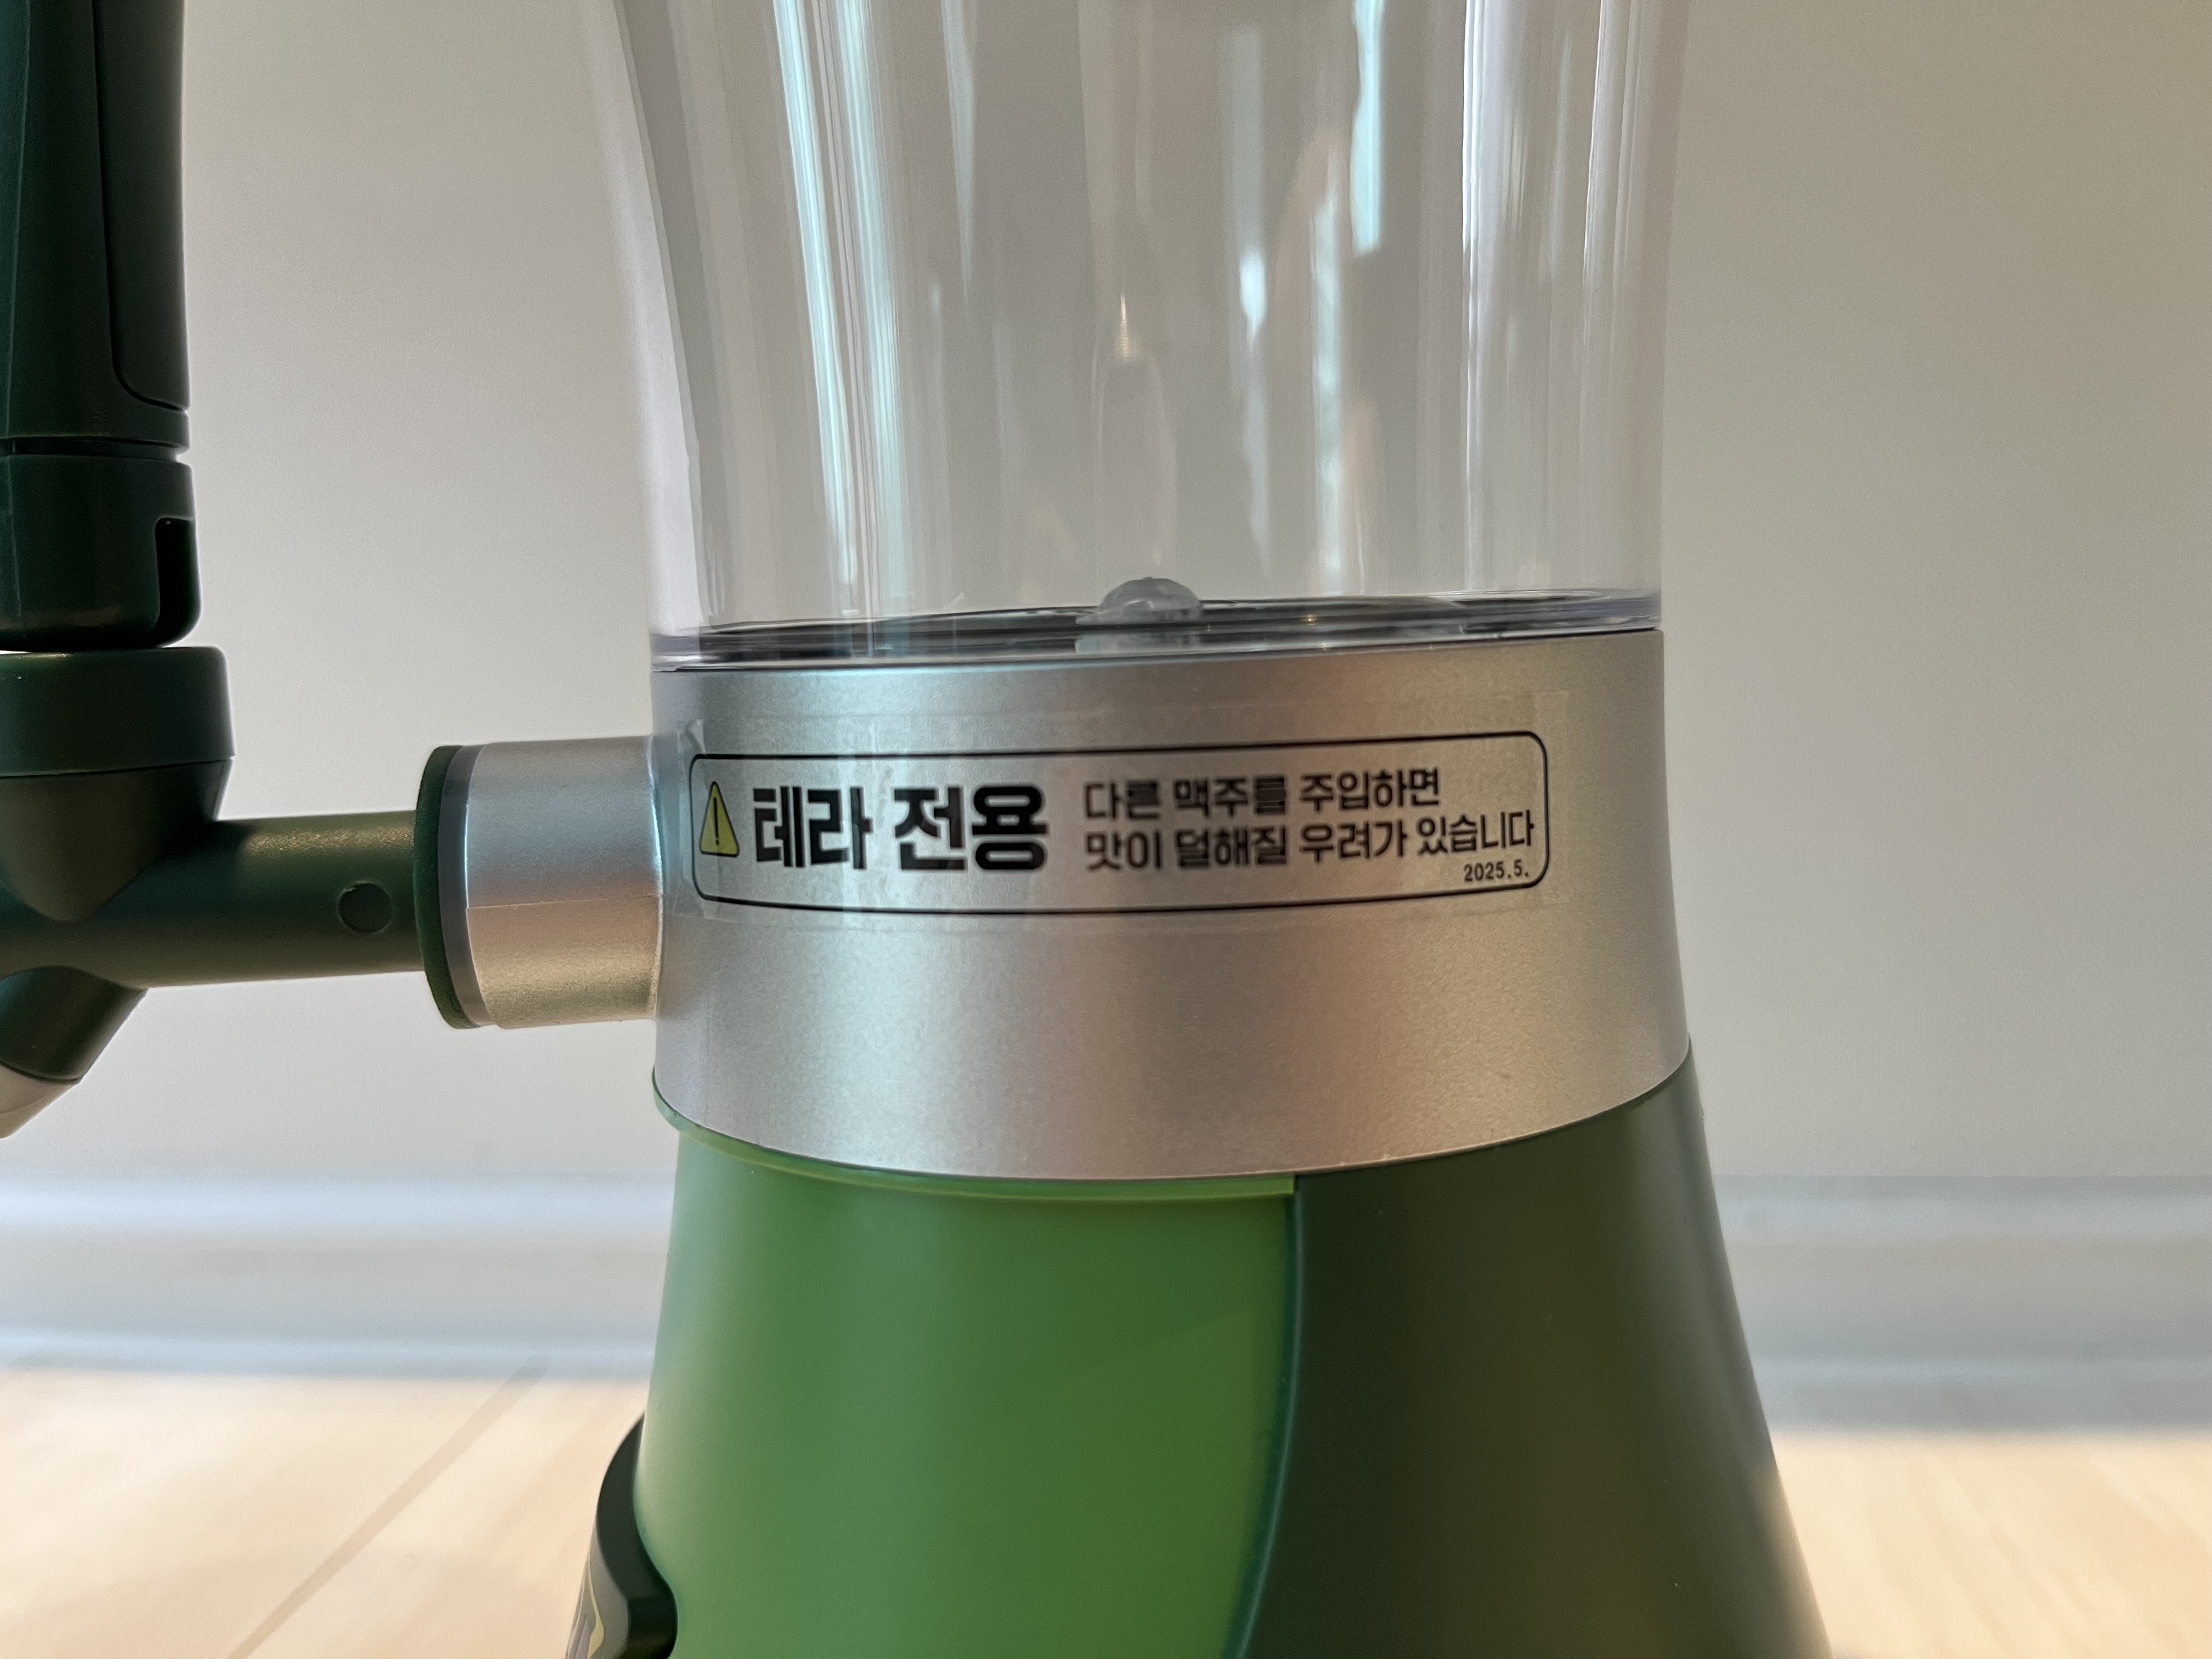 테라 전용
다른 맥주를 주입하면
맛이 덜해질 우려가 있습니다
2025.5.